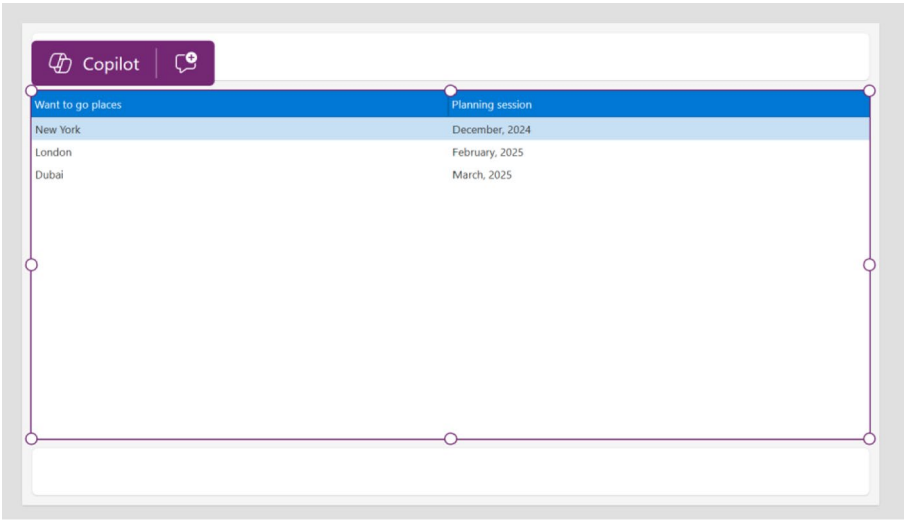 Copilot
Want to go places Planning session
New York December, 2024
London February, 2025
Dubai March, 2025